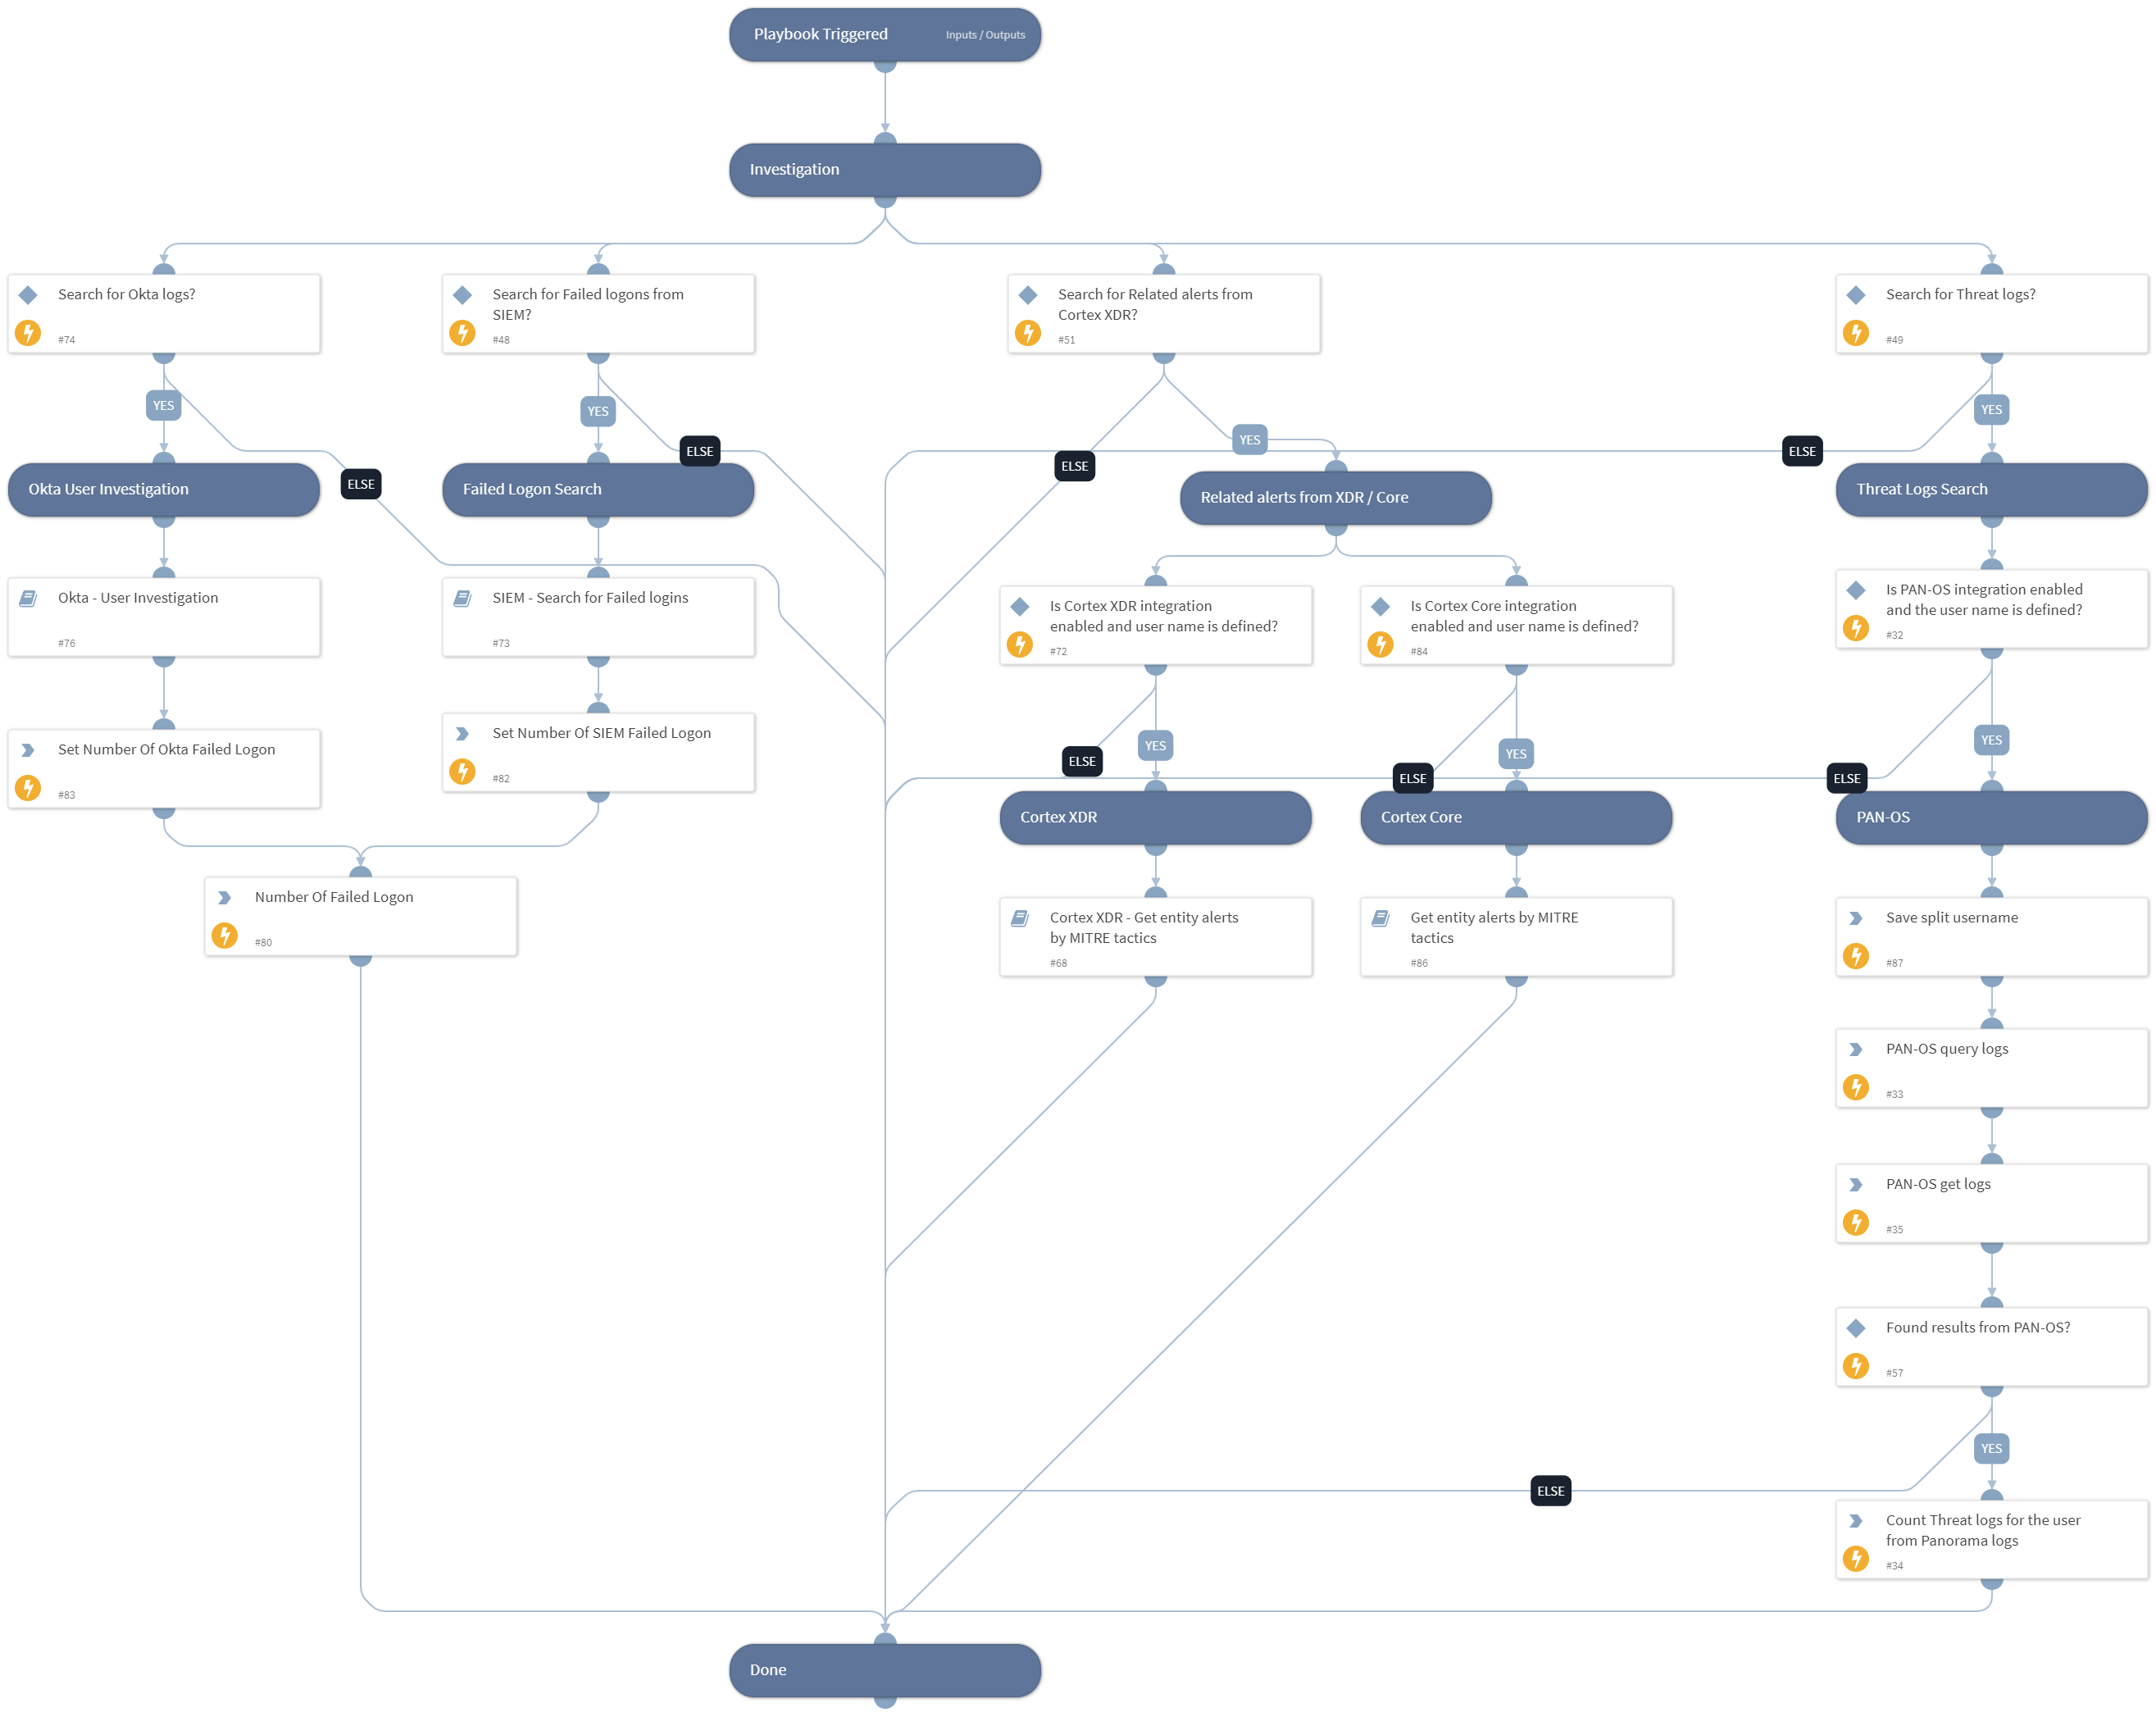 Playbook Triggered
Inputs / Outputs
Investigation
Search for Okta logs?
#74
Search for Failed logons from
SIEM?
#48
Search for Related alerts from
Cortex XDR?
#51
Search for Threat logs?
#49
YES
YES
YES
YES
ELSE
ELSE
ELSE
ELSE
Okta User Investigation
Failed Logon Search
Related alerts from XDR / Core
Threat Logs Search
Okta - User Investigation
#76
SIEM - Search for Failed logins
#73
Is Cortex XDR integration
enabled and user name is defined?
#72
Is Cortex Core integration
enabled and user name is defined?
#84
Is PAN-OS integration enabled
and the user name is defined?
#32
Set Number Of Okta Failed Logon
#83
Set Number Of SIEM Failed Logon
#82
ELSE
YES
ELSE
YES
ELSE
YES
Cortex XDR
Cortex Core
PAN-OS
Number Of Failed Logon
#80
Cortex XDR - Get entity alerts
by MITRE tactics
#68
Get entity alerts by MITRE
tactics
#86
Save split username
#87
PAN-OS query logs
#33
PAN-OS get logs
#35
Found results from PAN-OS?
#57
YES
ELSE
Count Threat logs for the user
from Panorama logs
#34
Done